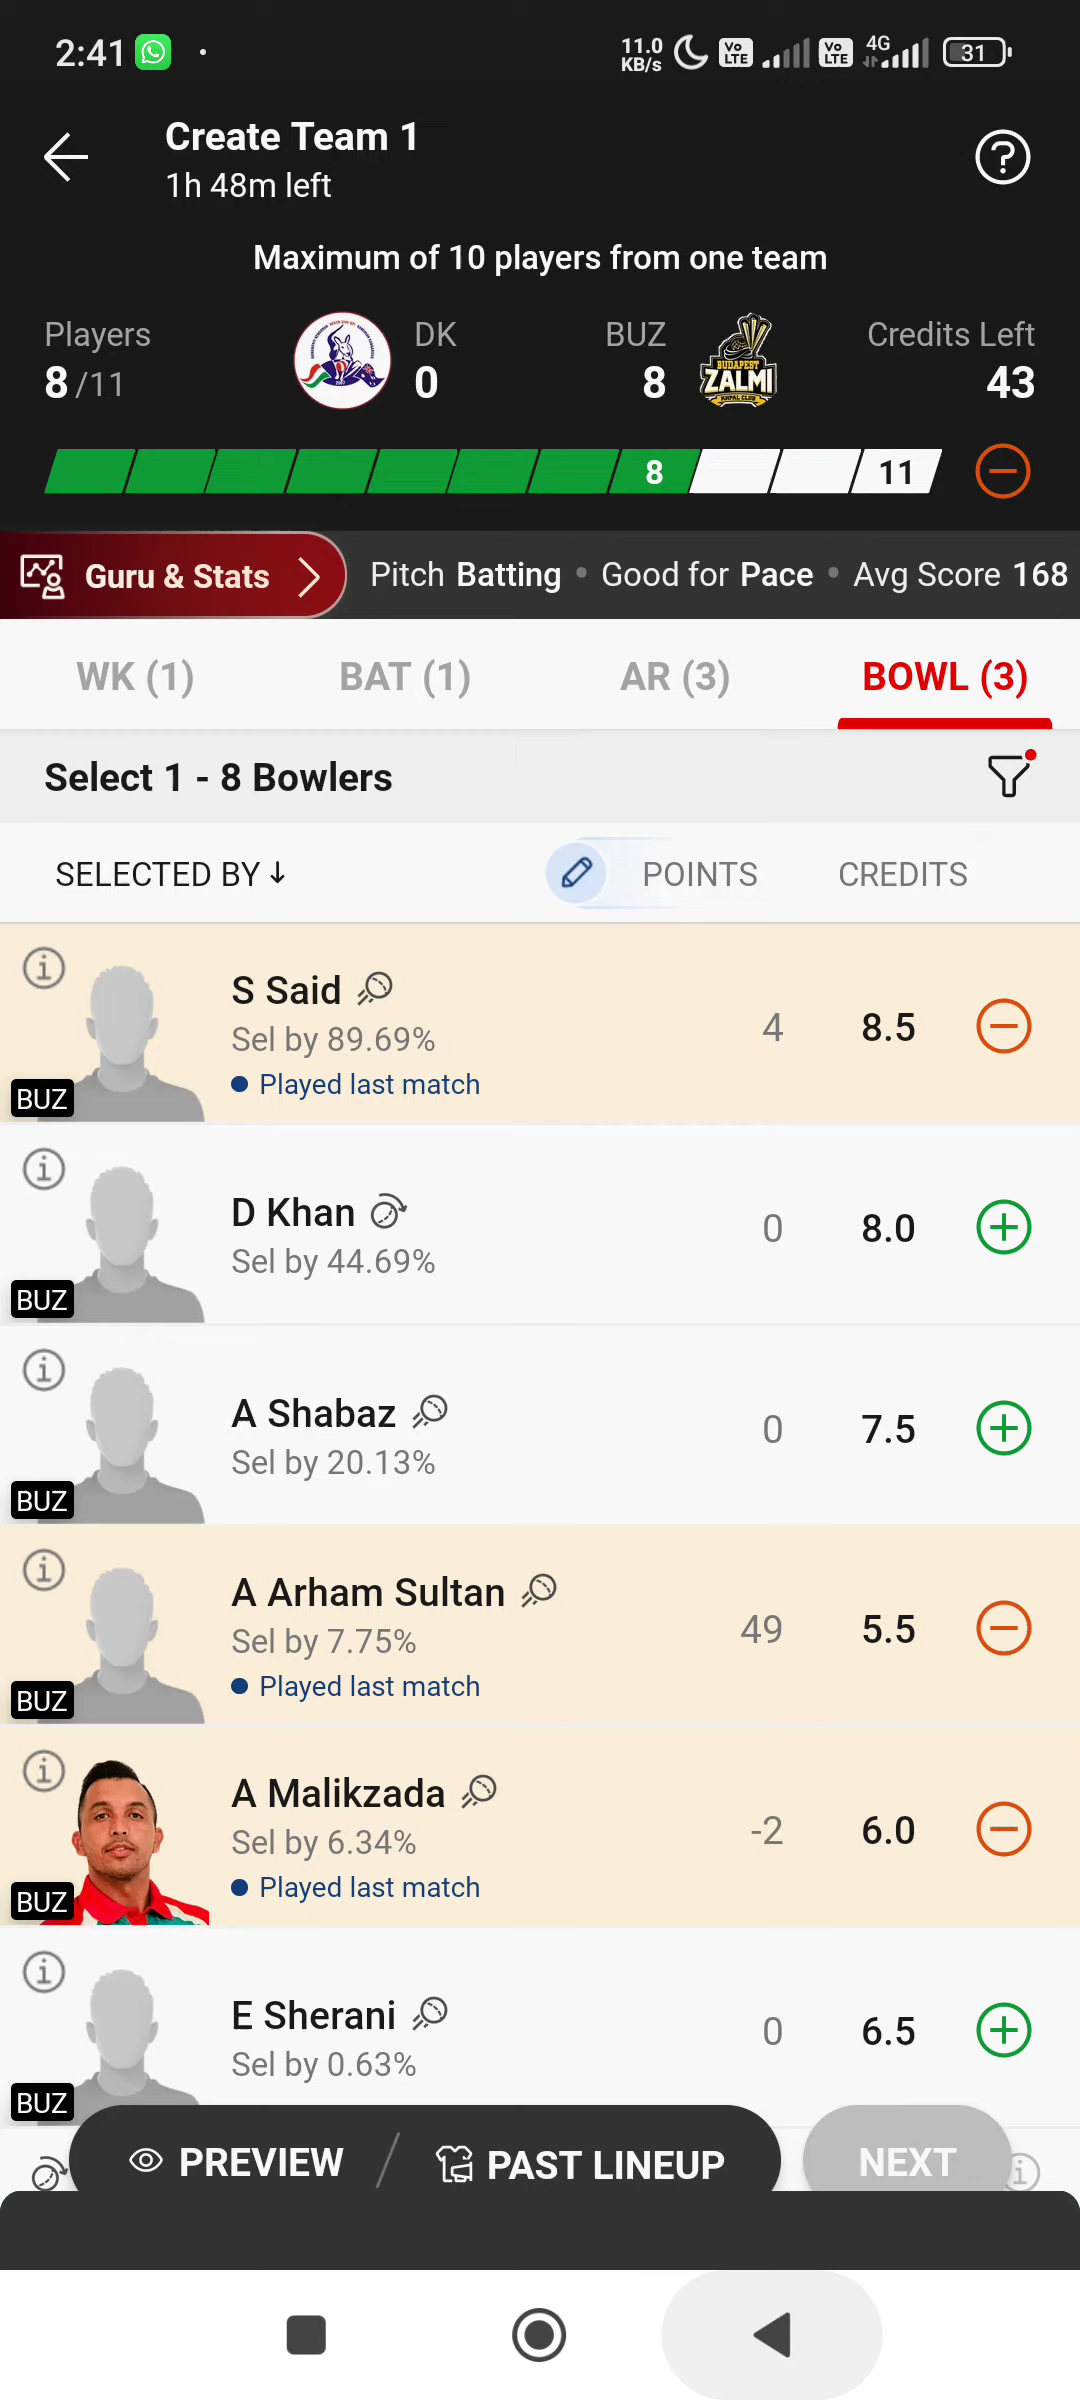 2:41
11.0 KB/s
Vo LTE
Vo LTE
4G
31
Create Team 1
1h 48m left
Maximum of 10 players from one team
Players
8/11
DK
0
BUZ
8
BUDAPEST
ZALMI
Credits Left
43
8
11
Guru & Stats
Pitch Batting • Good for Pace • Avg Score 168
WK (1)
BAT (1)
AR (3)
BOWL (3)
Select 1 - 8 Bowlers
SELECTED BY ↓
POINTS
CREDITS
S Said
Sel by 89.69%
Played last match
BUZ
4
8.5
D Khan
Sel by 44.69%
BUZ
0
8.0
A Shabaz
Sel by 20.13%
BUZ
0
7.5
A Arham Sultan
Sel by 7.75%
Played last match
BUZ
49
5.5
A Malikzada
Sel by 6.34%
Played last match
BUZ
-2
6.0
E Sherani
Sel by 0.63%
BUZ
0
6.5
PREVIEW
PAST LINEUP
NEXT